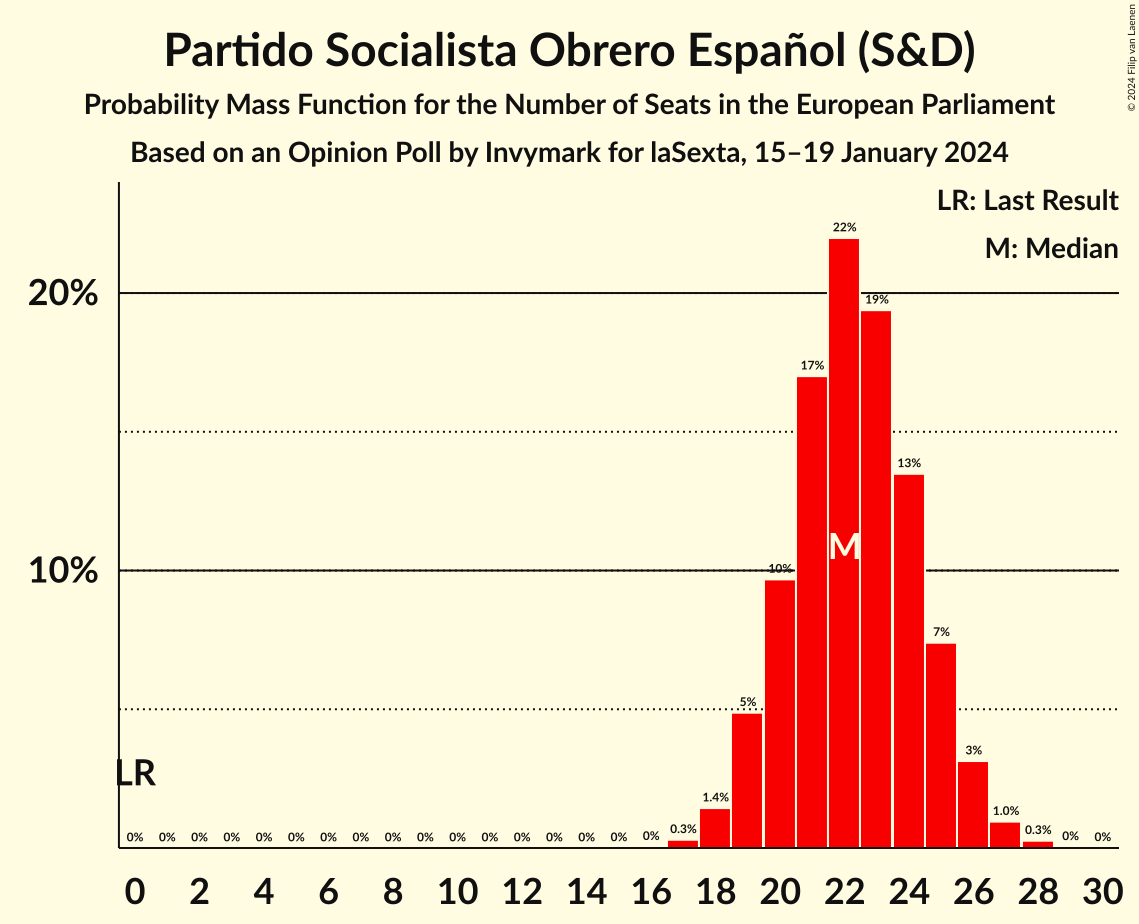 Partido Socialista Obrero Español (S&D)
Probability Mass Function for the Number of Seats in the European Parliament
Based on an Opinion Poll by Invymark for laSexta, 15–19 January 2024
© 2024 Filip van Laenen
LR: Last Result
M: Median
22%
20%
19%
17%
13%
M
10%
10%
7%
5%
3%
LR
1.4%
1.0%
0% 0% 0% 0% 0% 0% 0% 0% 0% 0% 0% 0% 0% 0% 0% 0% 0% 0.3% 0.3% 0% 0%
0 2 4 6 8 10 12 14 16 18 20 22 24 26 28 30